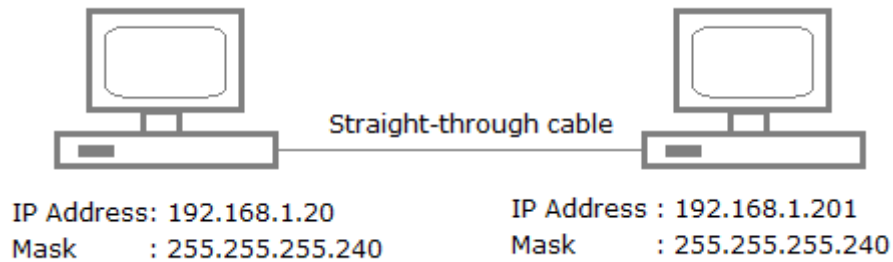 Straight-through cable
IP Address: 192.168.1.20
Mask : 255.255.255.240
IP Address : 192.168.1.201
Mask : 255.255.255.240